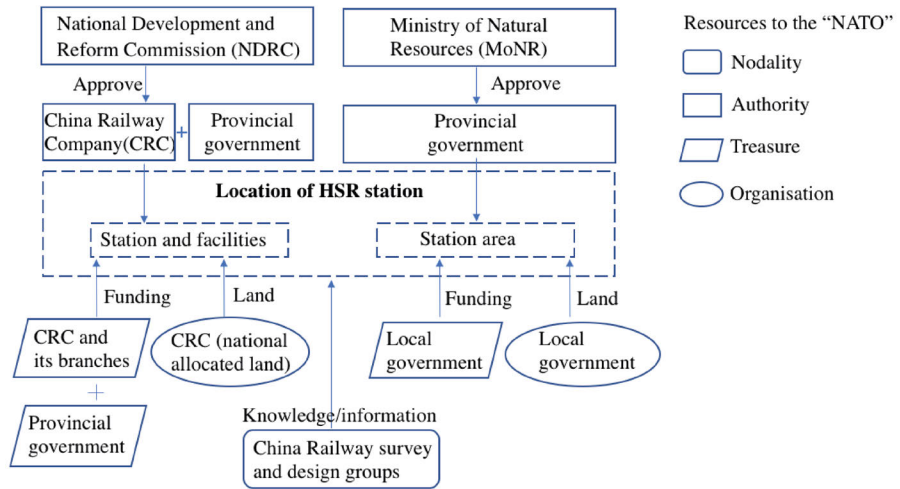 National Development and
Reform Commission (NDRC)
Ministry of Natural
Resources (MoNR)
Resources to the “NATO”
Nodality
Authority
Treasure
Organisation
Approve
Approve
China Railway
Company(CRC)
+
Provincial
government
Provincial
government
Location of HSR station
Station and facilities
Station area
Funding
Land
Funding
Land
CRC and
its branches
CRC (national
allocated land)
Local
government
Local
government
+
Provincial
government
Knowledge/information
China Railway survey
and design groups